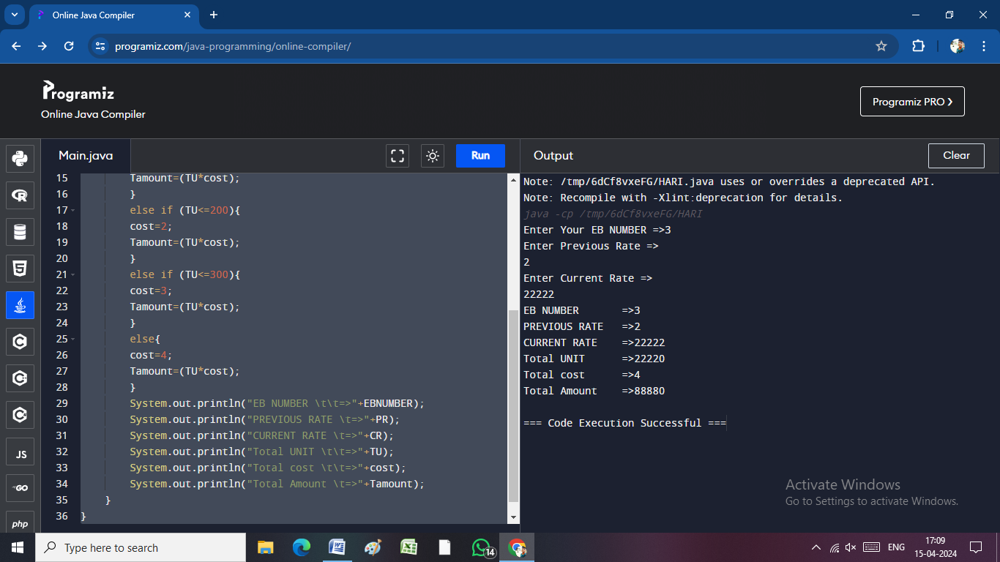 Online Java Compiler
programiz.com/java-programming/online-compiler/
Programiz
Online Java Compiler
Programiz PRO ❯
Main.java
Run
Output
Clear
15 Tamount=(TU*cost);
16 }
17 else if (TU<=200){
18 cost=2;
19 Tamount=(TU*cost);
20 }
21 else if (TU<=300){
22 cost=3;
23 Tamount=(TU*cost);
24 }
25 else{
26 cost=4;
27 Tamount=(TU*cost);
28 }
29 System.out.println("EB NUMBER \t\t=>"+EBNUMBER);
30 System.out.println("PREVIOUS RATE \t=>"+PR);
31 System.out.println("CURRENT RATE \t=>"+CR);
32 System.out.println("Total UNIT \t\t=>"+TU);
33 System.out.println("Total cost \t\t=>"+cost);
34 System.out.println("Total Amount \t=>"+Tamount);
35 }
36 }
Note: /tmp/6dCf8vxeFG/HARI.java uses or overrides a deprecated API.
Note: Recompile with -Xlint:deprecation for details.
java -cp /tmp/6dCf8vxeFG/HARI
Enter Your EB NUMBER =>3
Enter Previous Rate =>
2
Enter Current Rate =>
22222
EB NUMBER =>3
PREVIOUS RATE =>2
CURRENT RATE =>22222
Total UNIT =>22220
Total cost =>4
Total Amount =>88880
=== Code Execution Successful ===
Activate Windows
Go to Settings to activate Windows.
R
5
C
C
C
JS
GO
php
Type here to search
14
ENG
17:09
15-04-2024